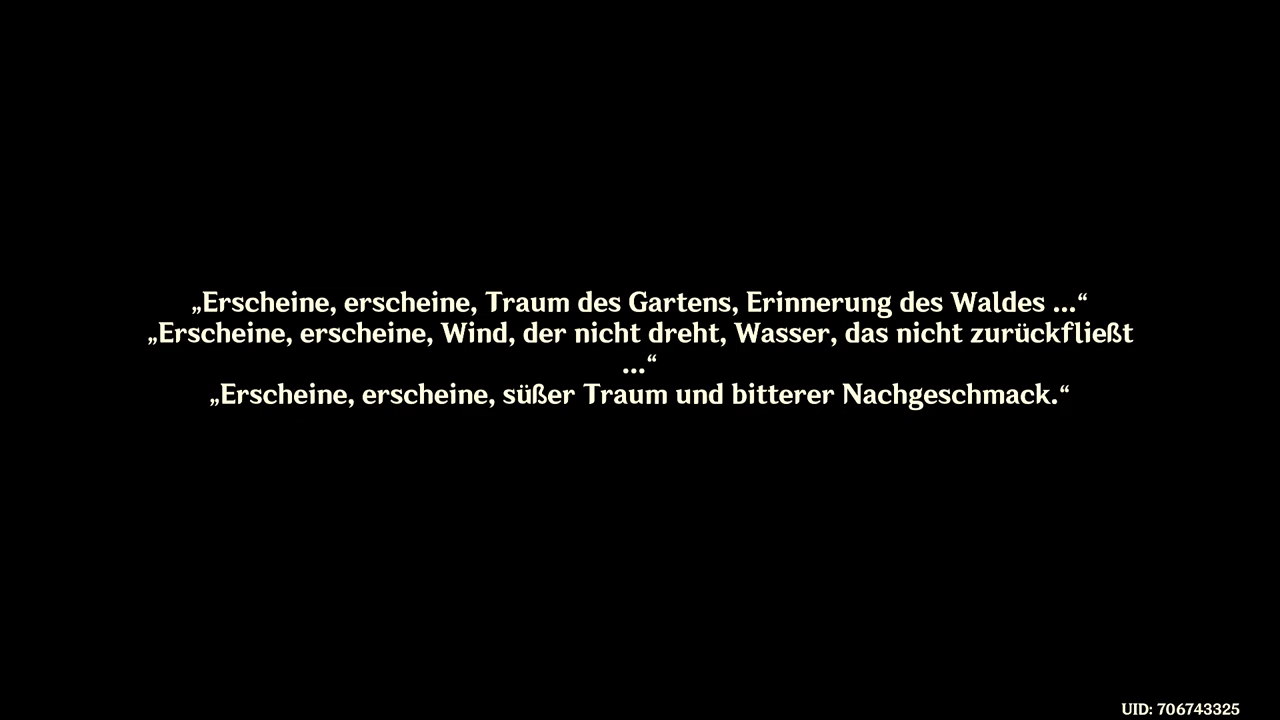 „Erscheine, erscheine, Traum des Gartens, Erinnerung des Waldes ...“
„Erscheine, erscheine, Wind, der nicht dreht, Wasser, das nicht zurückfließt
...“
„Erscheine, erscheine, süßer Traum und bitterer Nachgeschmack.“
UID: 706743325